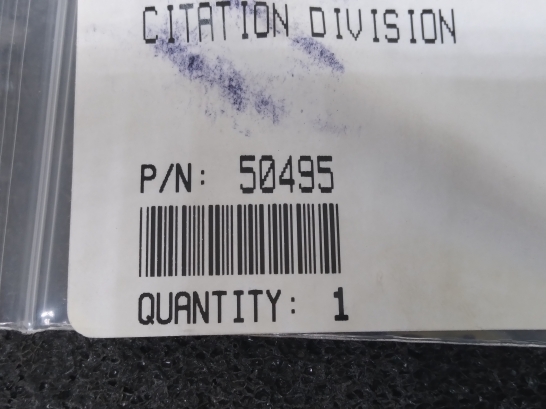 CITATION DIVISION
P/N: 50495
QUANTITY: 1